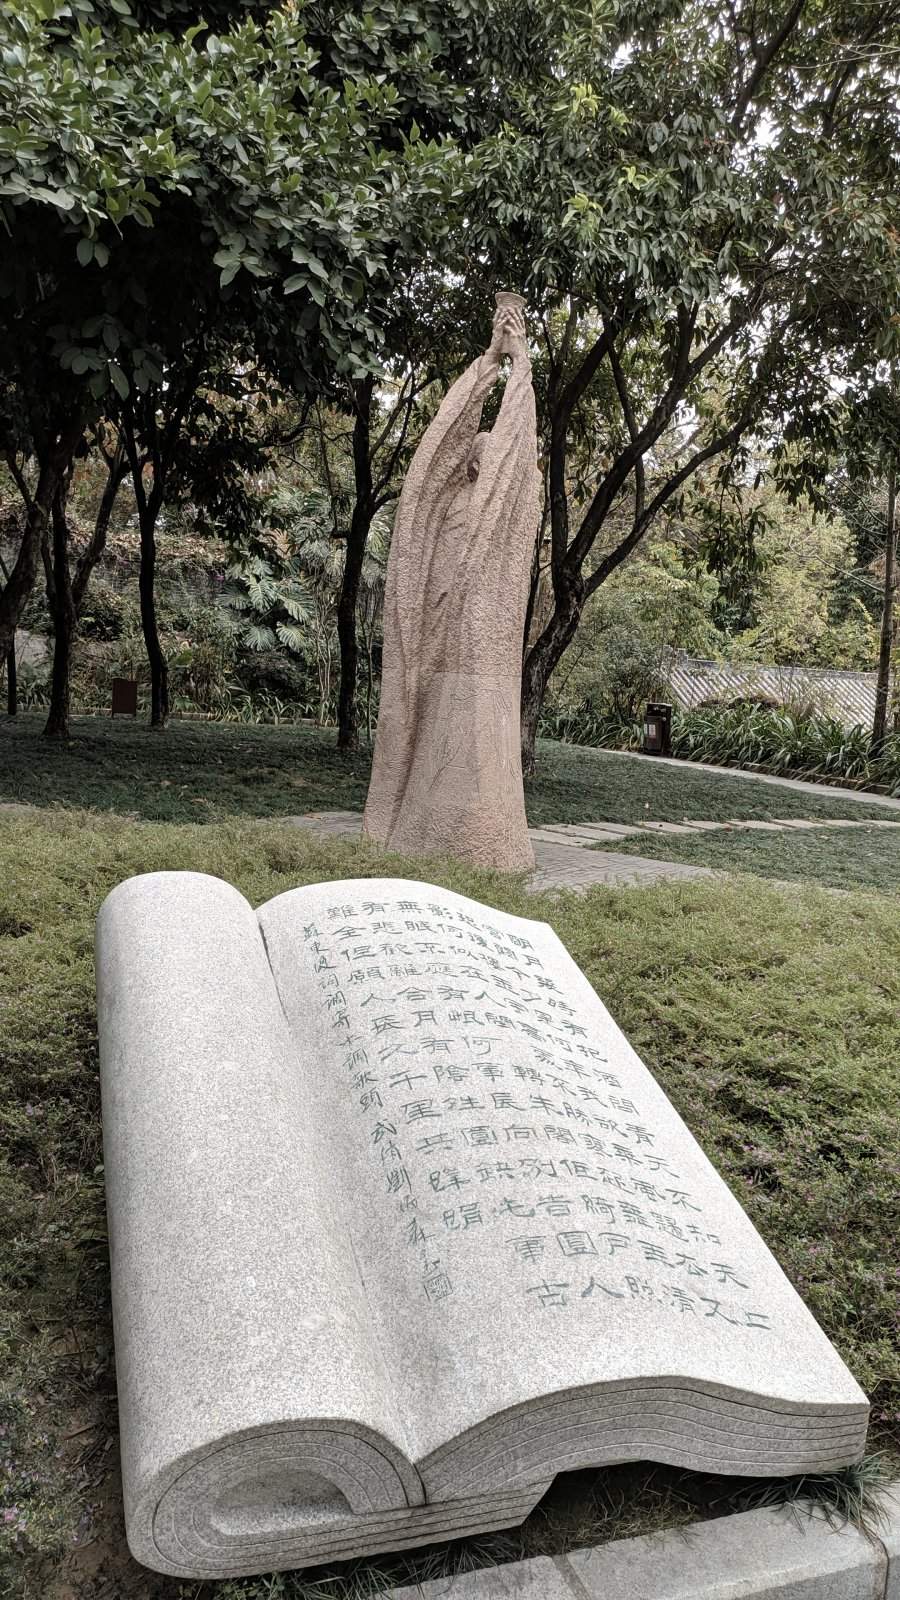 明月幾時有把酒問青天不知天上
宮闕今夕是何年我欲乘風歸去又
恐瓊樓玉宇高處不勝寒起舞弄清
影何似在人間轉朱閣低綺戶照
無眠不應有恨何事長向別時圓人
有悲歡離合月有陰晴圓缺此事古
難全但願人長久千里共嬋娟
蘇東坡詞調寄水調歌頭 武清劉炳森